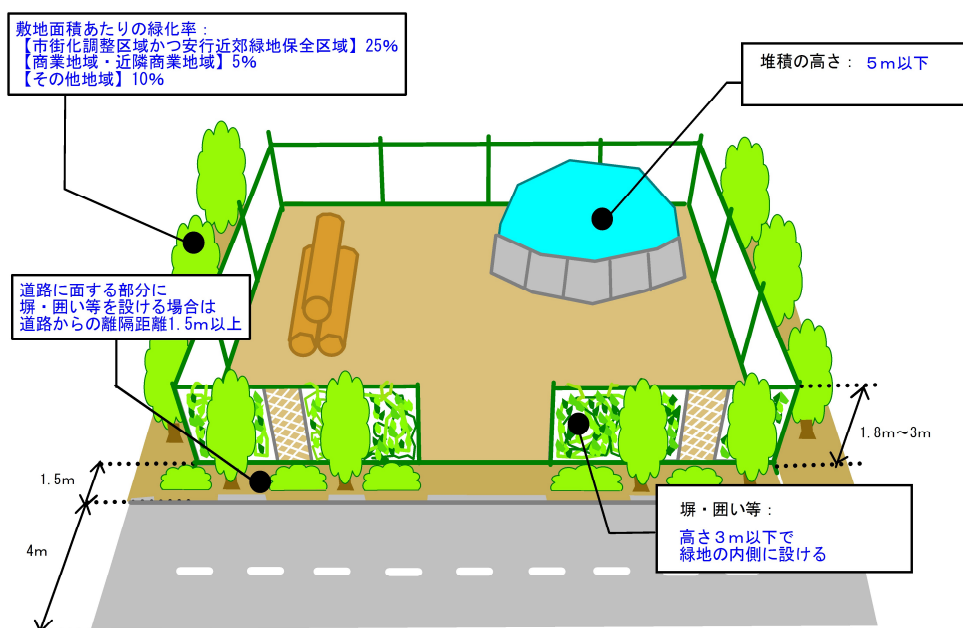 敷地面積あたりの緑化率：
【市街化調整区域かつ安行近郊緑地保全区域】25%
【商業地域・近隣商業地域】5%
【その他地域】10%
堆積の高さ： 5m以下
道路に面する部分に
塀・囲い等を設ける場合は
道路からの離隔距離1.5m以上
1.8m～3m
1.5m
塀・囲い等：
高さ3m以下で
緑地の内側に設ける
4m